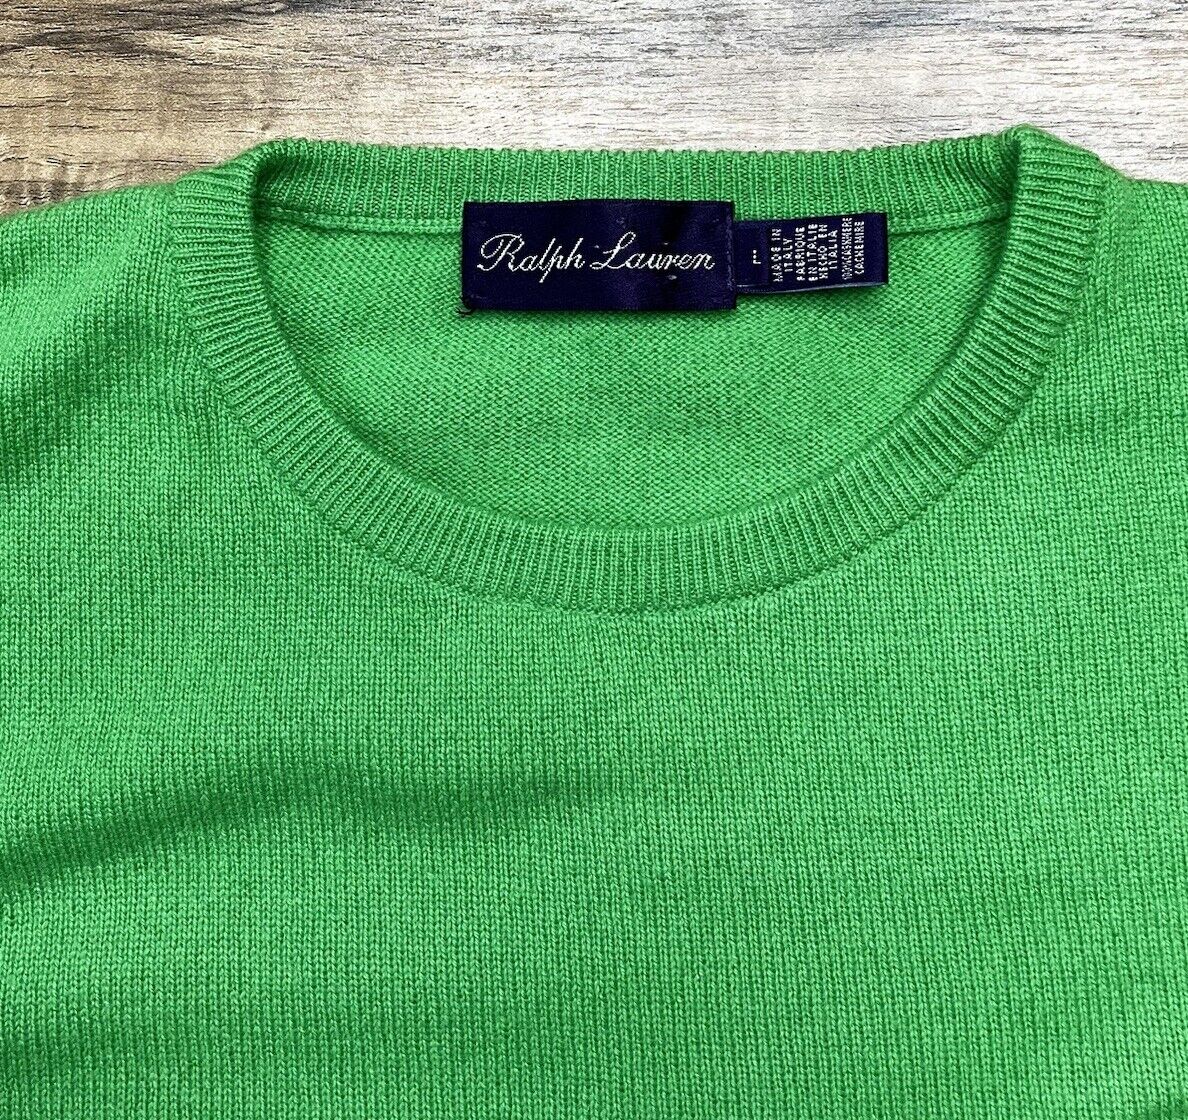 Ralph Lauren
L
MADE IN
ITALY
FABRIQUE
EN ITALIE
HECHO EN
ITALIA
100% CASHMERE
CACHEMIRE